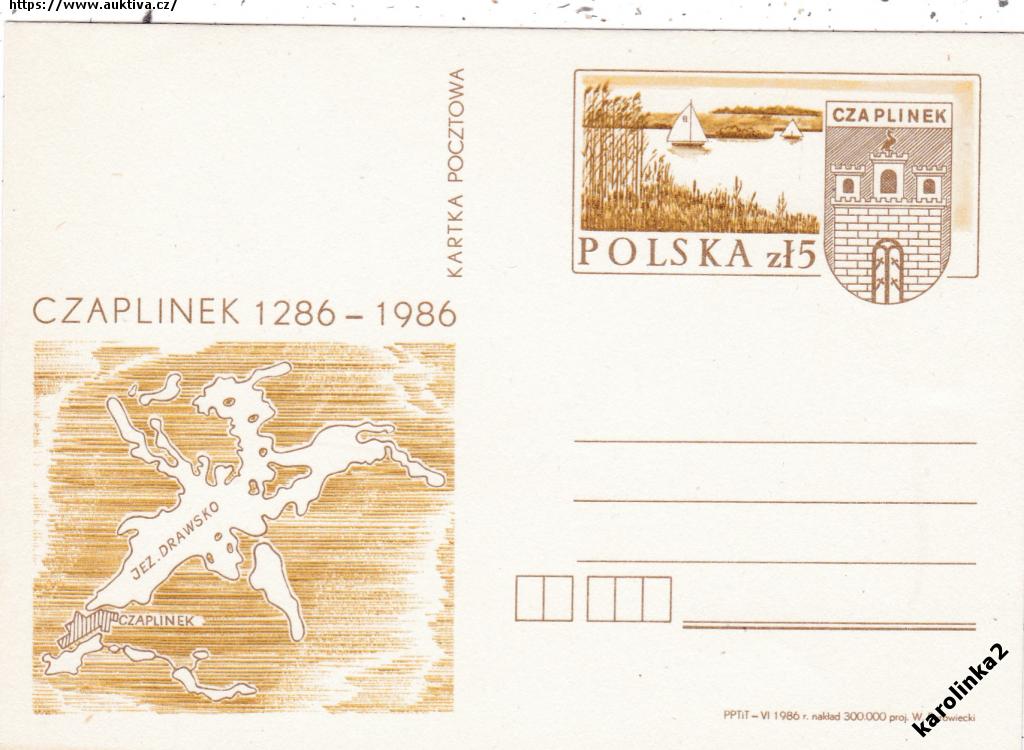 https://www.auktiva.cz/
KARTKA POCZTOWA
CZAPLINEK
POLSKA zł5
CZAPLINEK 1286 – 1986
JEZ. DRAWSKO
CZAPLINEK
PPTiT – VI 1986 r. nakład 300.000 proj. W.
karolinka2